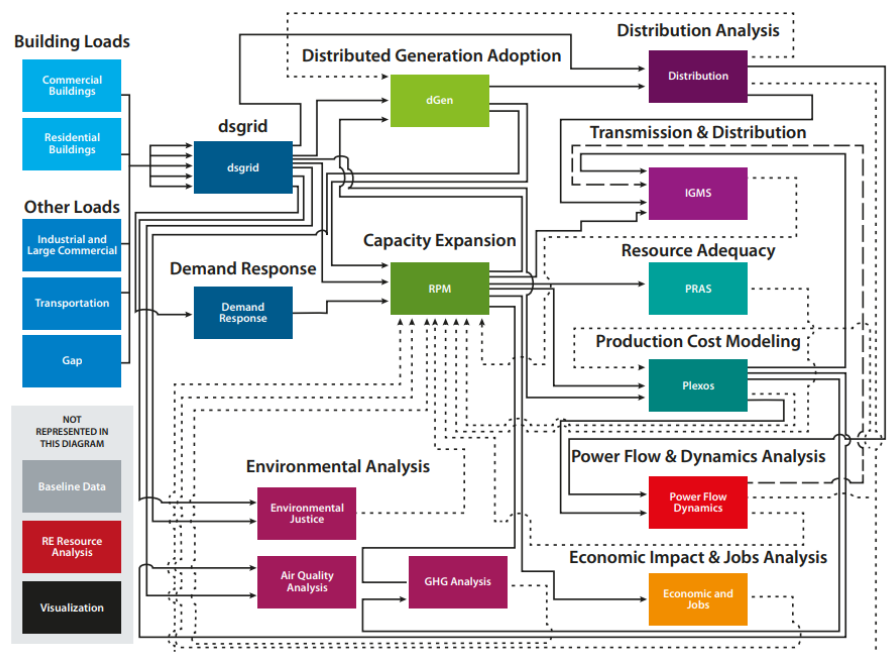 Building Loads
Commercial
Buildings
Residential
Buildings
Other Loads
Industrial and
Large Commercial
Transportation
Gap
NOT
REPRESENTED IN
THIS DIAGRAM
Baseline Data
RE Resource
Analysis
Visualization
dsgrid
dsgrid
Demand Response
Demand
Response
Distributed Generation Adoption
dGen
Capacity Expansion
RPM
Environmental Analysis
Environmental
Justice
Air Quality
Analysis
GHG Analysis
Distribution Analysis
Distribution
Transmission & Distribution
IGMS
Resource Adequacy
PRAS
Production Cost Modeling
Plexos
Power Flow & Dynamics Analysis
Power Flow
Dynamics
Economic Impact & Jobs Analysis
Economic and
Jobs